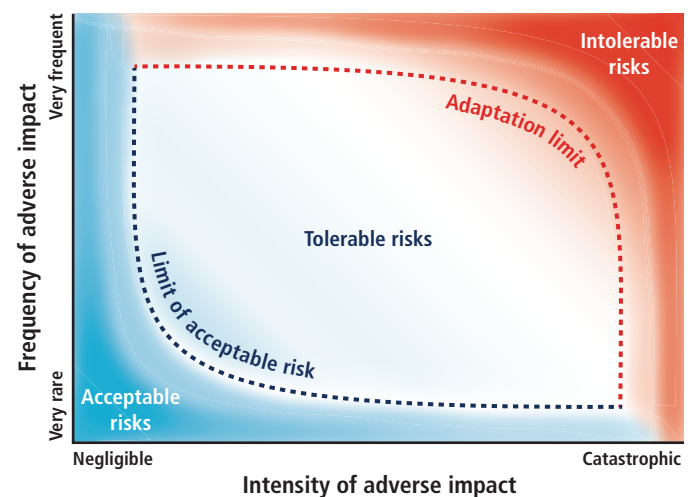 Very frequent
Intolerable
risks
Adaptation limit
Frequency of adverse impact
Tolerable risks
Limit of acceptable risk
Very rare
Acceptable
risks
Negligible
Catastrophic
Intensity of adverse impact